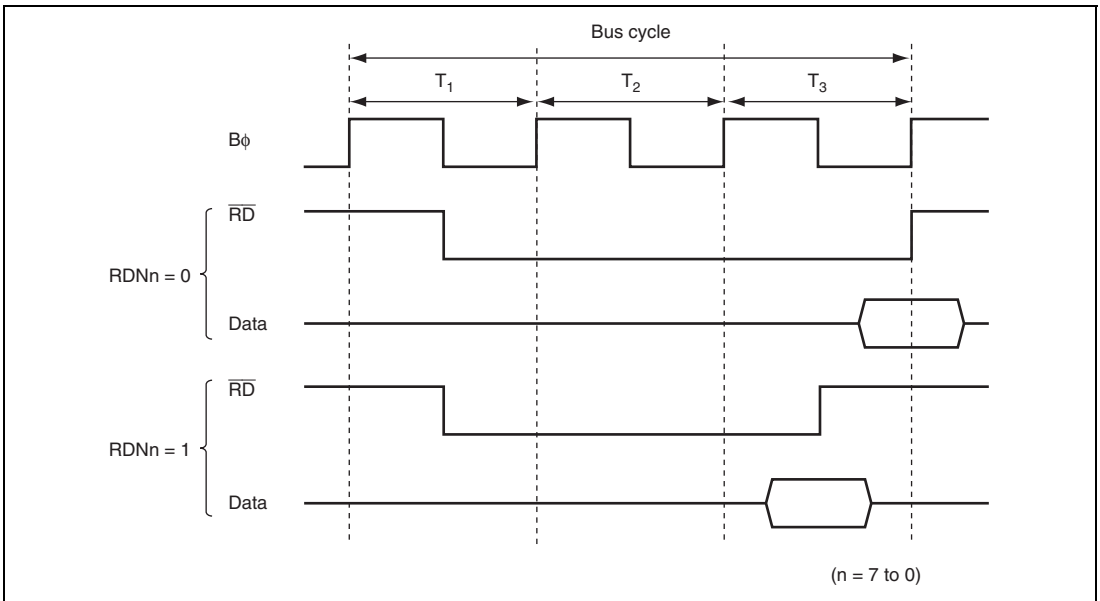 Bus cycle
T1 T2 T3
Bφ
RD
RDNn = 0
Data
RD
RDNn = 1
Data
(n = 7 to 0)